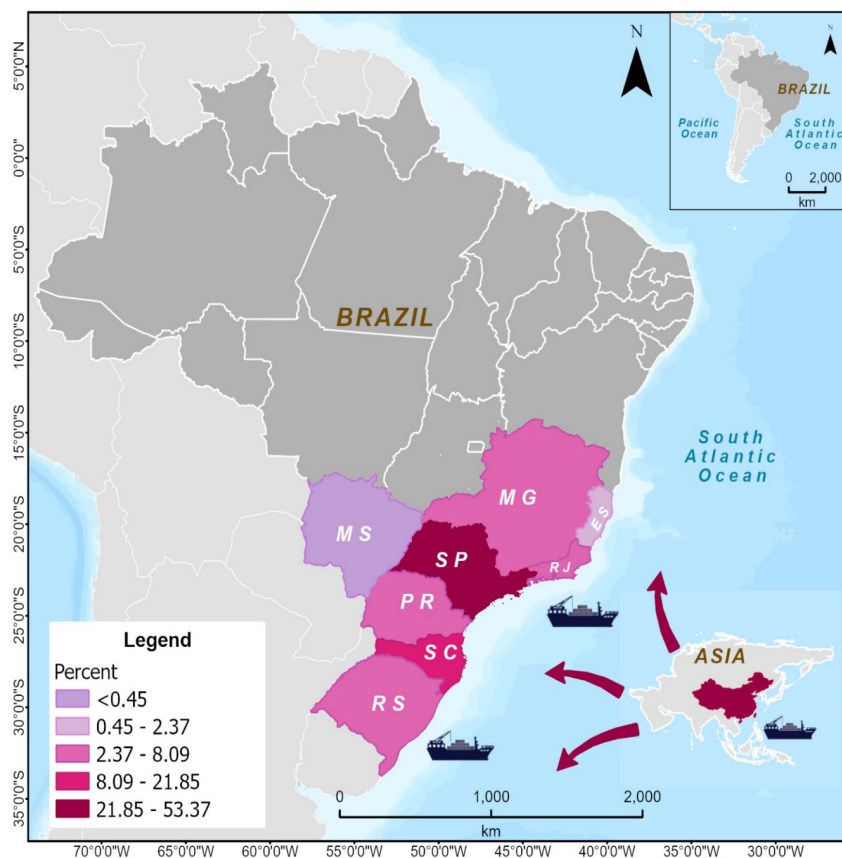 N
N
BRAZIL
Pacific
Ocean
South
Atlantic
Ocean
0 2,000
km
5°0'0"N
0°0'0"
5°0'0"S
10°0'0"S
15°0'0"S
20°0'0"S
25°0'0"S
30°0'0"S
35°0'0"S
BRAZIL
South
Atlantic
Ocean
MG
ES
MS
SP
RJ
PR
SC
RS
ASIA
Legend
Percent
<0.45
0.45 - 2.37
2.37 - 8.09
8.09 - 21.85
21.85 - 53.37
0 1,000 2,000
km
70°0'0"W 65°0'0"W 60°0'0"W 55°0'0"W 50°0'0"W 45°0'0"W 40°0'0"W 35°0'0"W 30°0'0"W